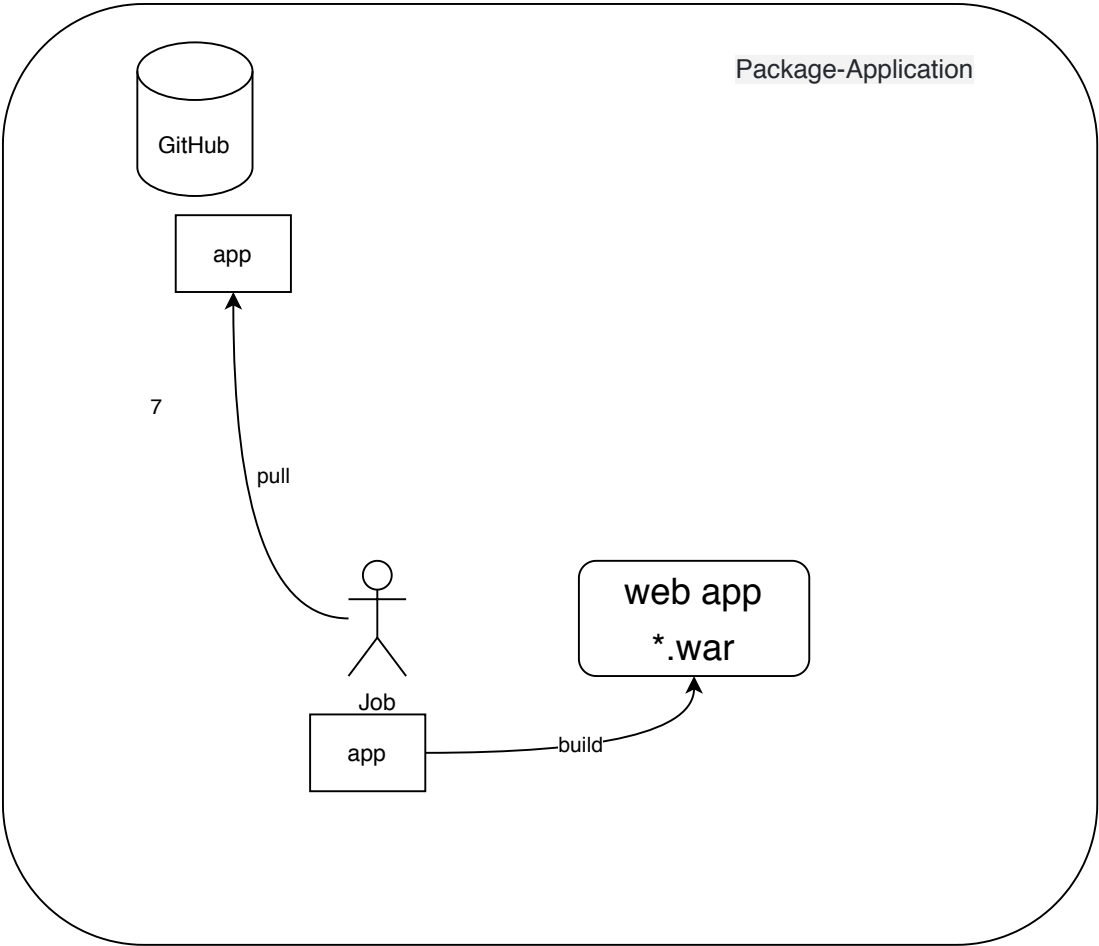 Package-Application
GitHub
app
7
pull
web app
*.war
Job
app
build